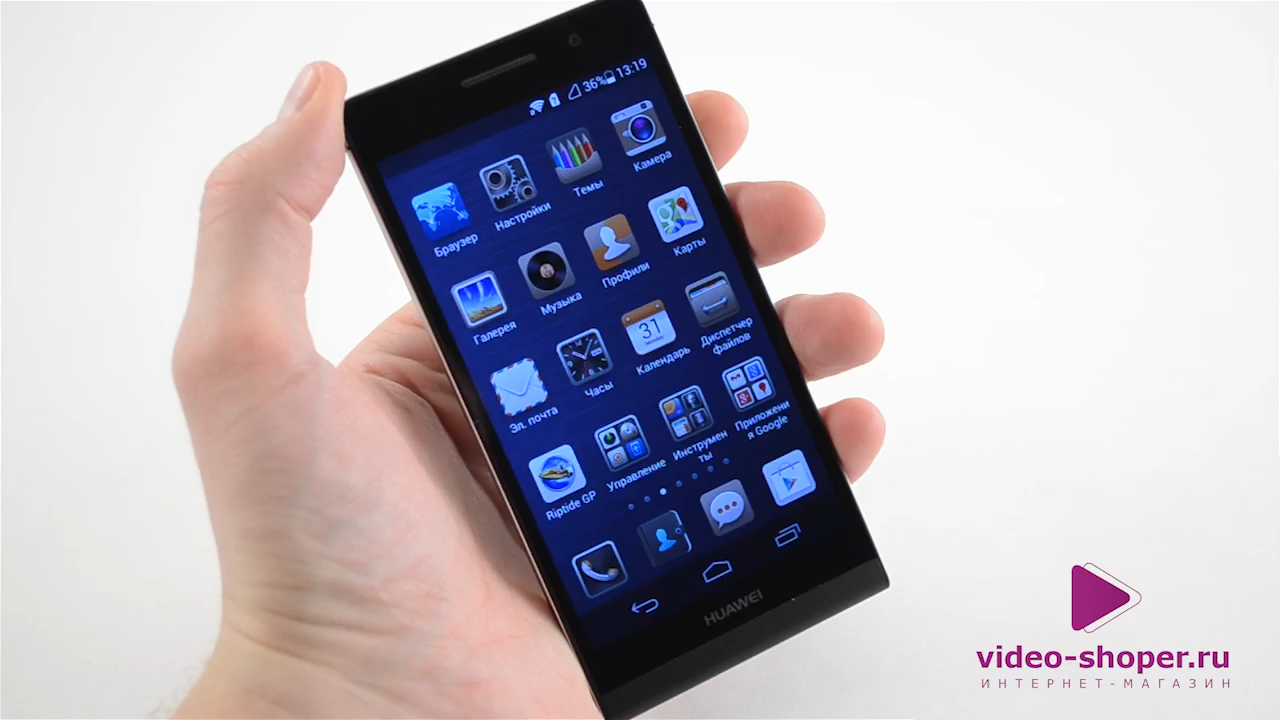 36% 13:19
Браузер
Настройки
Темы
Камера
Галерея
Музыка
Профили
Карты
Эл. почта
Часы
31
Календарь
Диспетчер
файлов
Riptide GP
Управление
Инструмен
ты
Приложени
я Google
HUAWEI
video-shoper.ru
ИНТЕРНЕТ-МАГАЗИН